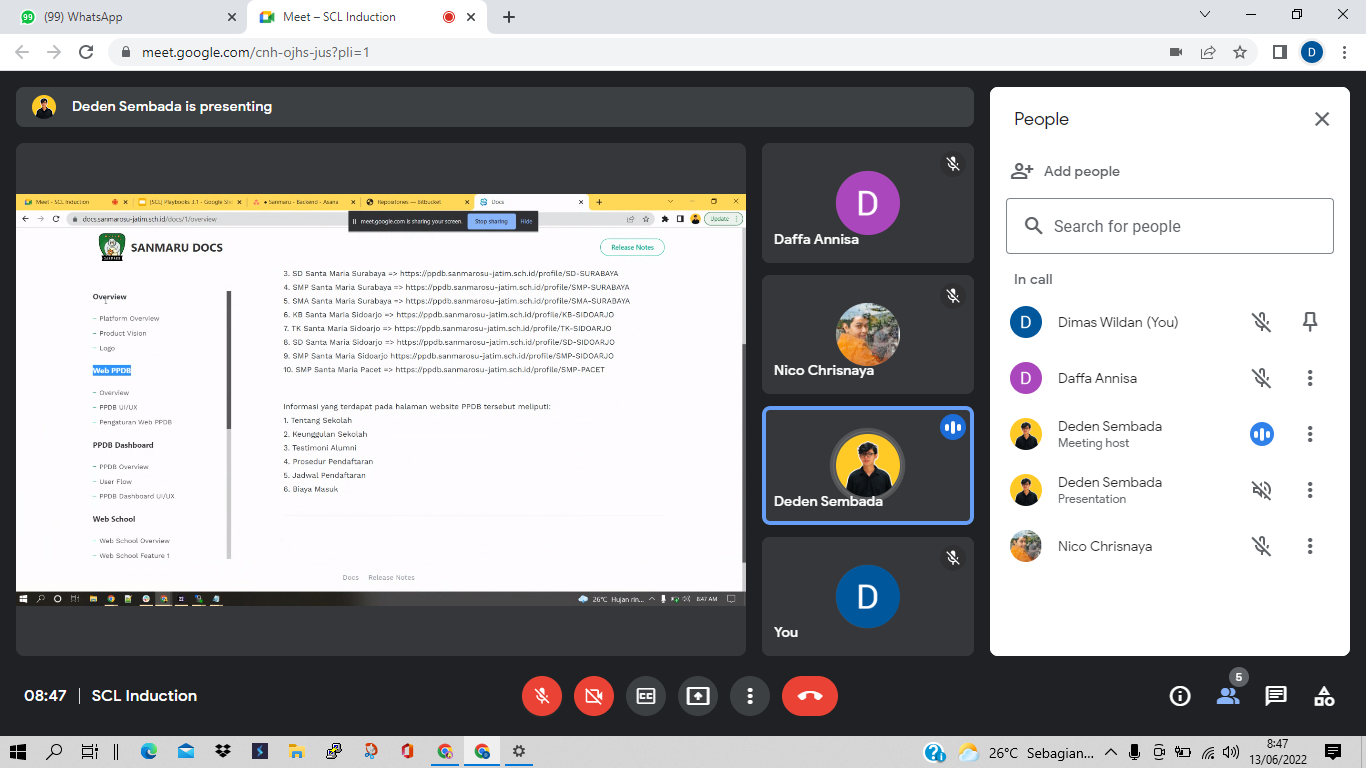 (99) WhatsApp
Meet – SCL Induction
meet.google.com/cnh-ojhs-jus?pli=1
D
Deden Sembada is presenting
Meet - SCL Induction
[SCL] Playbooks 3.1 - Google Sli
Sanmaru - Backend - Asana
Repositories — Bitbucket
Docs
docs.sanmarosu-jatim.sch.id/docs/1/overview
meet.google.com is sharing your screen.
Stop sharing
Hide
Update
SANMARU DOCS
Release Notes
Overview
– Platform Overview
– Product Vision
– Logo
Web PPDB
– Overview
– PPDB UI/UX
– Pengaturan Web PPDB
PPDB Dashboard
– PPDB Overview
– User Flow
– PPDB Dashboard UI/UX
Web School
– Web School Overview
– Web School Feature 1
3. SD Santa Maria Surabaya => https://ppdb.sanmarosu-jatim.sch.id/profile/SD-SURABAYA
4. SMP Santa Maria Surabaya => https://ppdb.sanmarosu-jatim.sch.id/profile/SMP-SURABAYA
5. SMA Santa Maria Surabaya => https://ppdb.sanmarosu-jatim.sch.id/profile/SMA-SURABAYA
6. KB Santa Maria Sidoarjo => https://ppdb.sanmarosu-jatim.sch.id/profile/KB-SIDOARJO
7. TK Santa Maria Sidoarjo => https://ppdb.sanmarosu-jatim.sch.id/profile/TK-SIDOARJO
8. SD Santa Maria Sidoarjo => https://ppdb.sanmarosu-jatim.sch.id/profile/SD-SIDOARJO
9. SMP Santa Maria Sidoarjo https://ppdb.sanmarosu-jatim.sch.id/profile/SMP-SIDOARJO
10. SMP Santa Maria Pacet => https://ppdb.sanmarosu-jatim.sch.id/profile/SMP-PACET
Informasi yang terdapat pada halaman website PPDB tersebut meliputi:
1. Tentang Sekolah
2. Keunggulan Sekolah
3. Testimoni Alumni
4. Prosedur Pendaftaran
5. Jadwal Pendaftaran
6. Biaya Masuk
Docs Release Notes
26°C Hujan rin...
8:47 AM
D
Daffa Annisa
Nico Chrisnaya
Deden Sembada
D
You
People
Add people
Search for people
In call
D
Dimas Wildan (You)
D
Daffa Annisa
Deden Sembada
Meeting host
Deden Sembada
Presentation
Nico Chrisnaya
08:47 | SCL Induction
5
26°C Sebagian...
8:47
13/06/2022